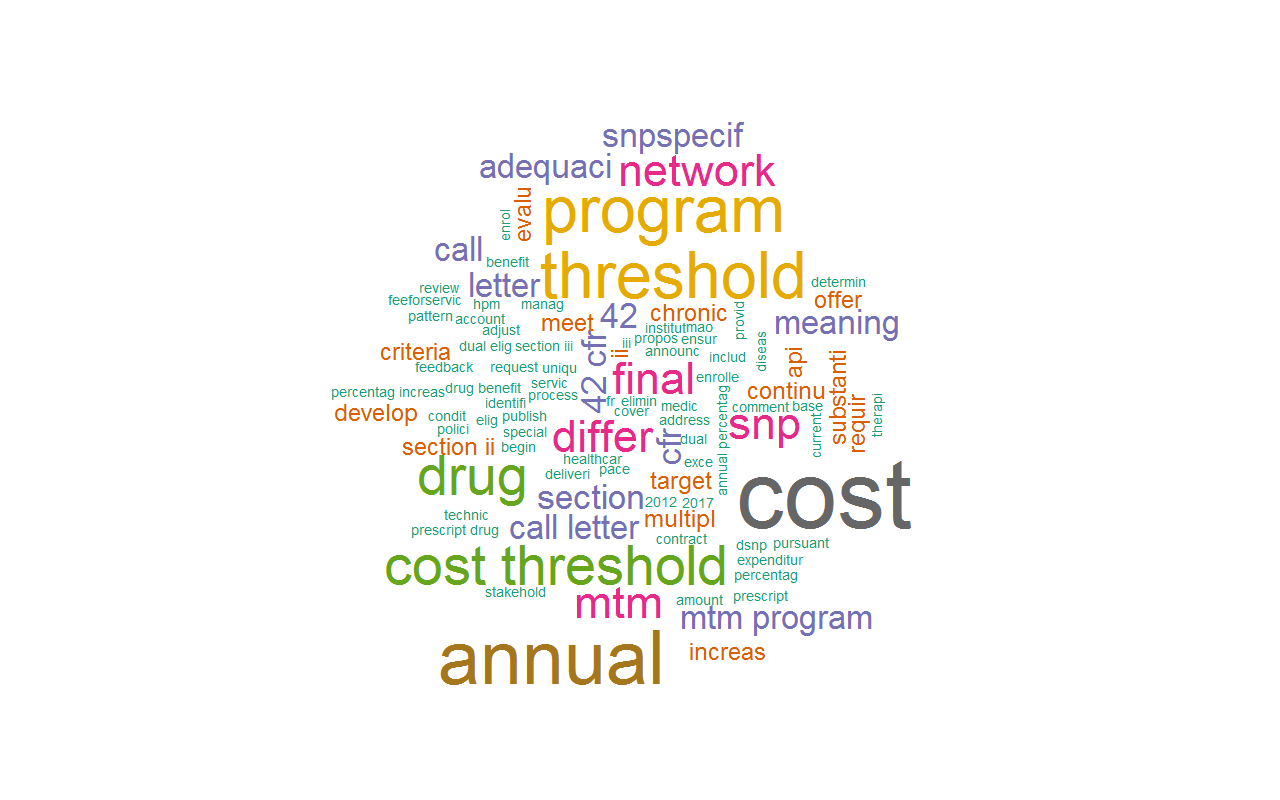 snpspecif
adequaci
network
program
enrol
evalu
call
benefit
threshold
letter
review
feeforservic
hpm
manag
determin
offer
pattern
account
adjust
meet
42
chronic
provid
meaning
institut
mao
criteria
dual elig
section iii
cfr
ii
iii
propos
ensur
announc
includ
diseas
api
substanti
feedback
request
uniqu
final
enrolle
continu
requir
therapi
percentag increas
drug benefit
servic
process
42
fr
elimin
medic
annual percentag
comment
base
current
develop
condit
identifi
elig
publish
cover
address
snp
polici
special
differ
cfr
dual
section ii
begin
drug
healthcar
deliveri
pace
exce
target
cost
section
2012
2017
technic
prescript drug
call letter
multipl
contract
dsnp
pursuant
expenditur
percentag
cost threshold
stakehold
mtm
amount
prescript
mtm program
annual
increas